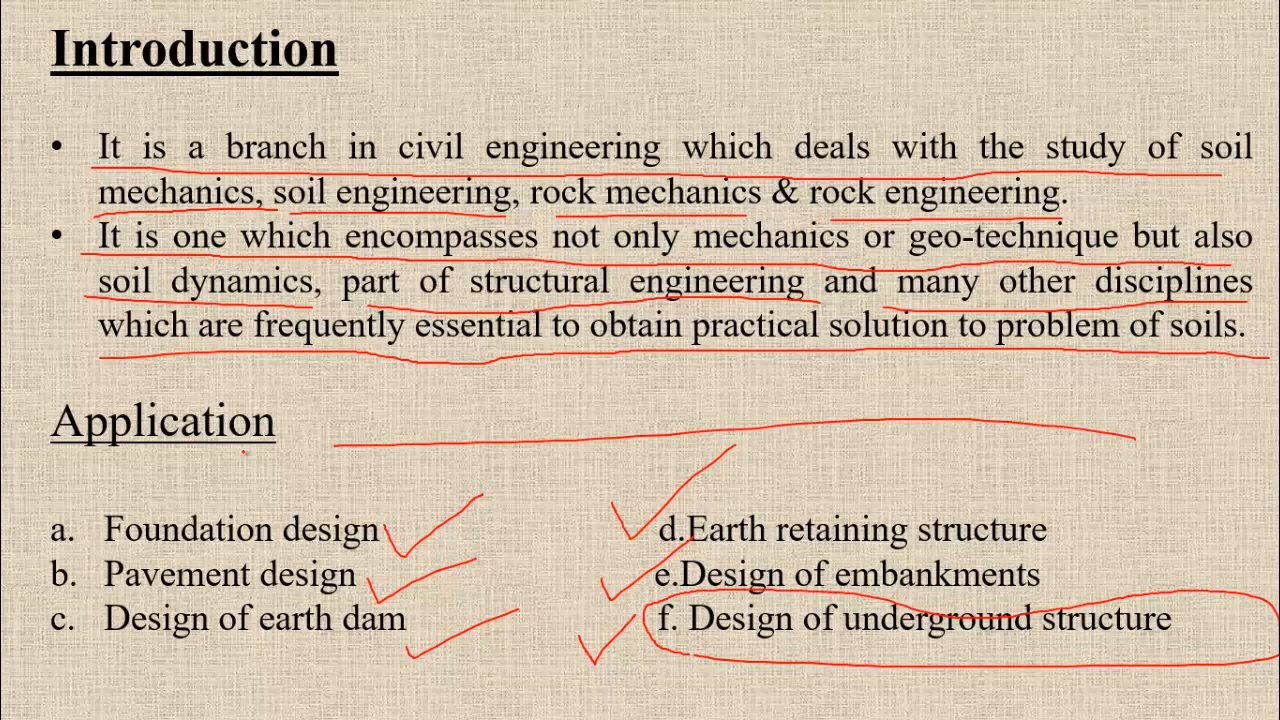 Introduction
• It is a branch in civil engineering which deals with the study of soil
mechanics, soil engineering, rock mechanics & rock engineering.
• It is one which encompasses not only mechanics or geo-technique but also
soil dynamics, part of structural engineering and many other disciplines
which are frequently essential to obtain practical solution to problem of soils.
Application
a. Foundation design
b. Pavement design
c. Design of earth dam
d.Earth retaining structure
e.Design of embankments
f. Design of underground structure